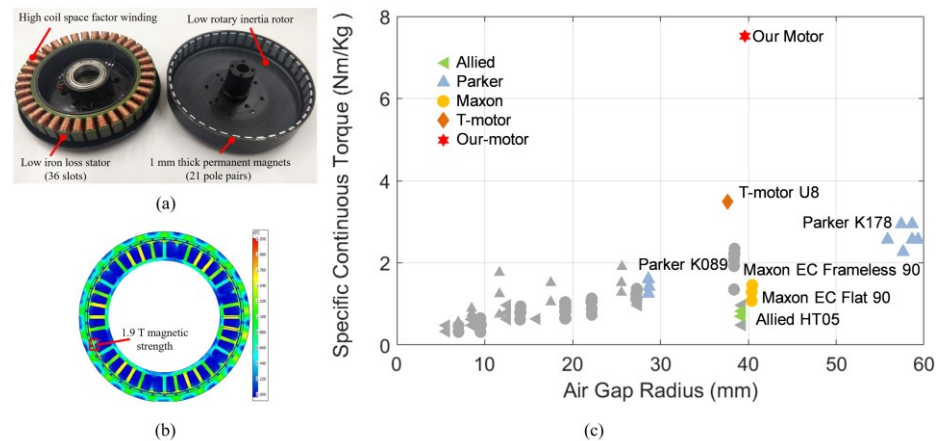 High coil space factor winding
Low rotary inertia rotor
Low iron loss stator
(36 slots)
1 mm thick permanent magnets
(21 pole pairs)
(a)
1.9 T magnetic
strength
(b)
Specific Continuous Torque (Nm/Kg)
8
6
4
2
0
Allied
Parker
Maxon
T-motor
Our-motor
Our Motor
T-motor U8
Parker K178
Parker K089
Maxon EC Frameless 90
Maxon EC Flat 90
Allied HT05
0
10
20
30
40
50
60
Air Gap Radius (mm)
(c)